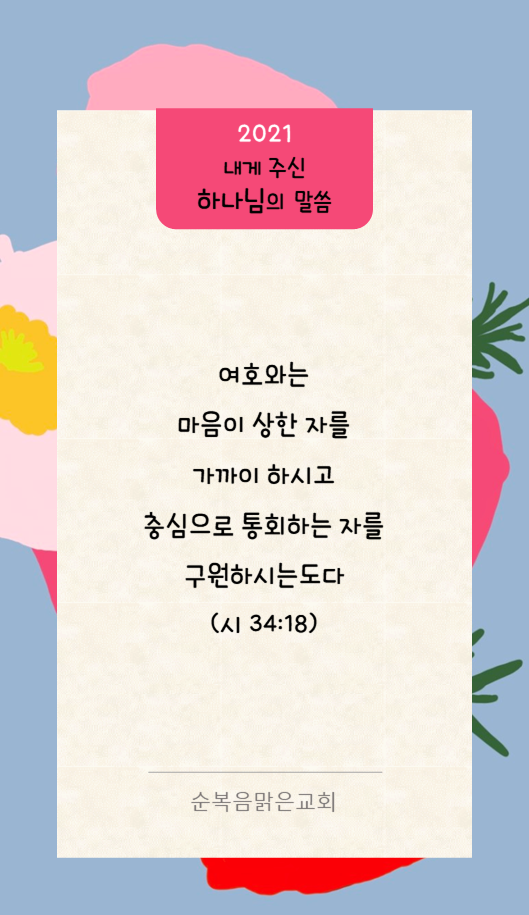 2021
내게 주신
하나님의 말씀
여호와는
마음이 상한 자를
가까이 하시고
충심으로 통회하는 자를
구원하시는도다
(시 34:18)
순복음맑은교회